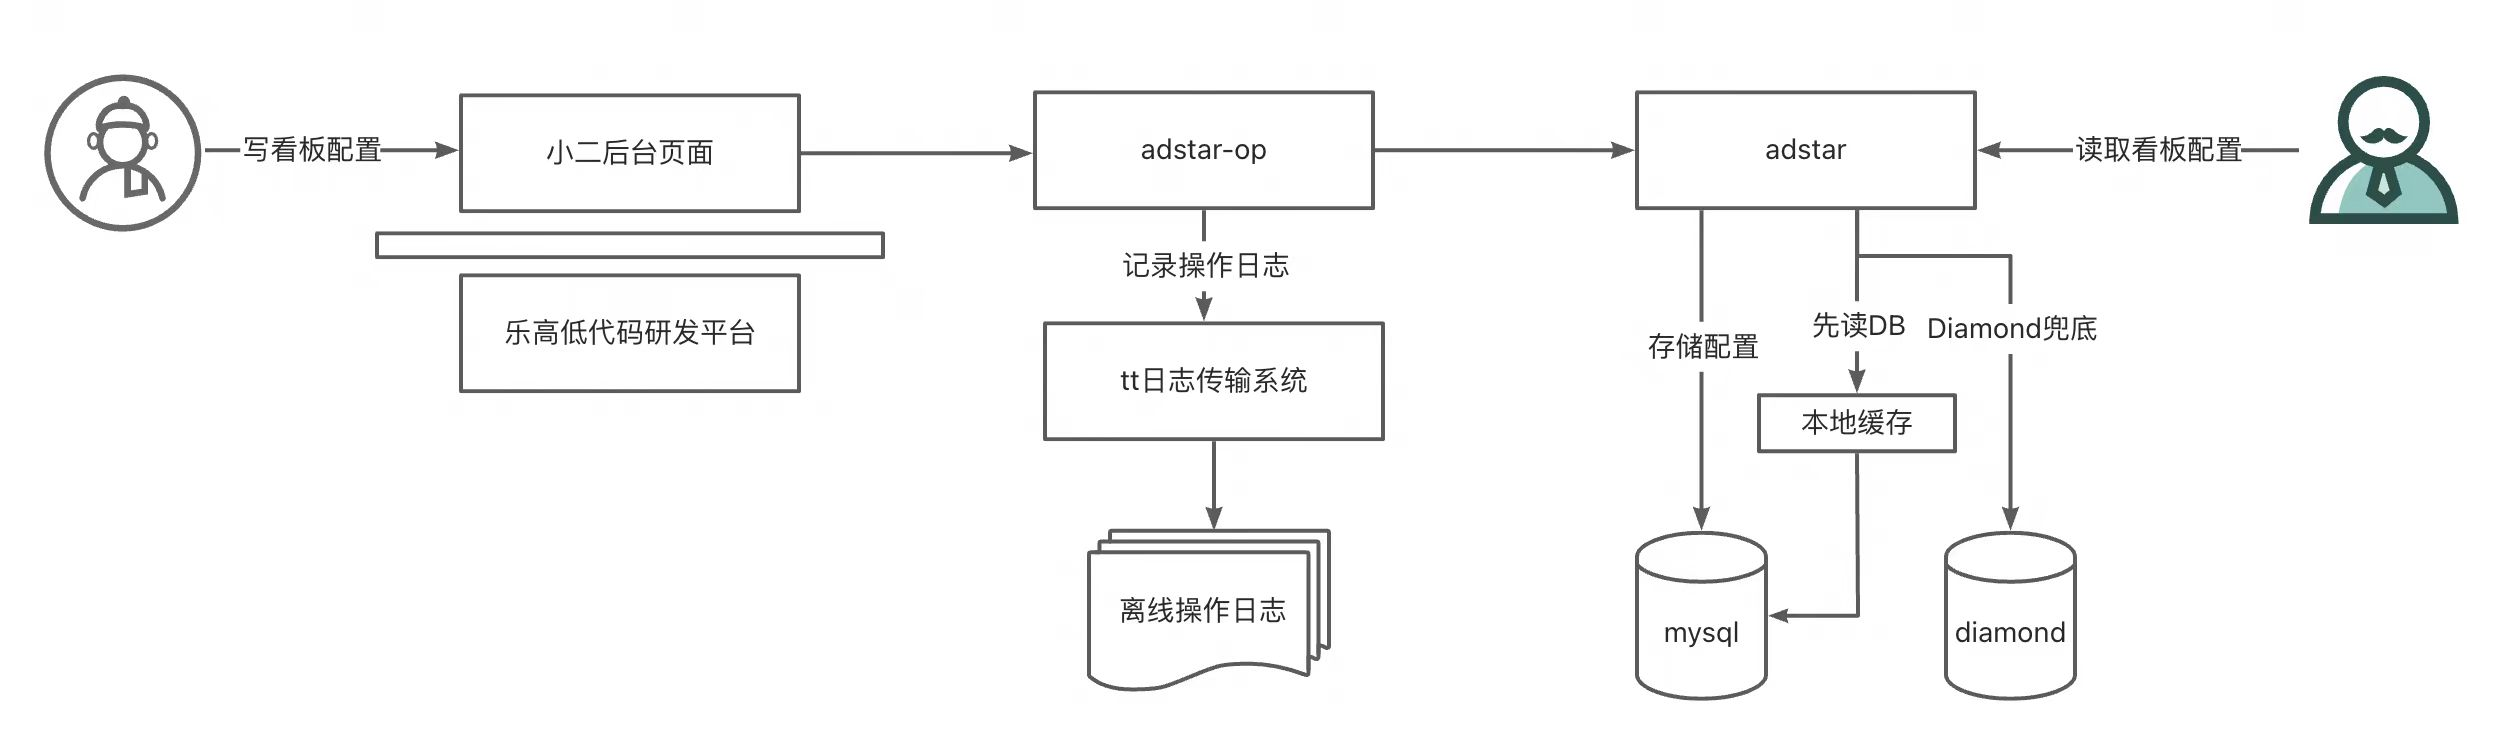 写看板配置
小二后台页面
adstar-op
adstar
读取看板配置
乐高低代码研发平台
记录操作日志
tt日志传输系统
离线操作日志
存储配置
先读DB
Diamond兜底
本地缓存
mysql
diamond